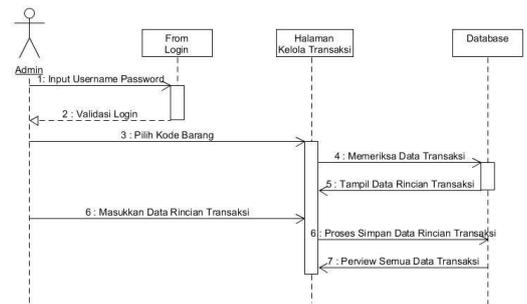 From
Login
Halaman
Kelola Transaksi
Database
Admin
1: Input Username Password
2 : Validasi Login
3 : Pilih Kode Barang
4 : Memeriksa Data Transaksi
5 : Tampil Data Rincian Transaksi
6 : Masukkan Data Rincian Transaksi
6 : Proses Simpan Data Rincian Transaksi
7 : Perview Semua Data Transaksi